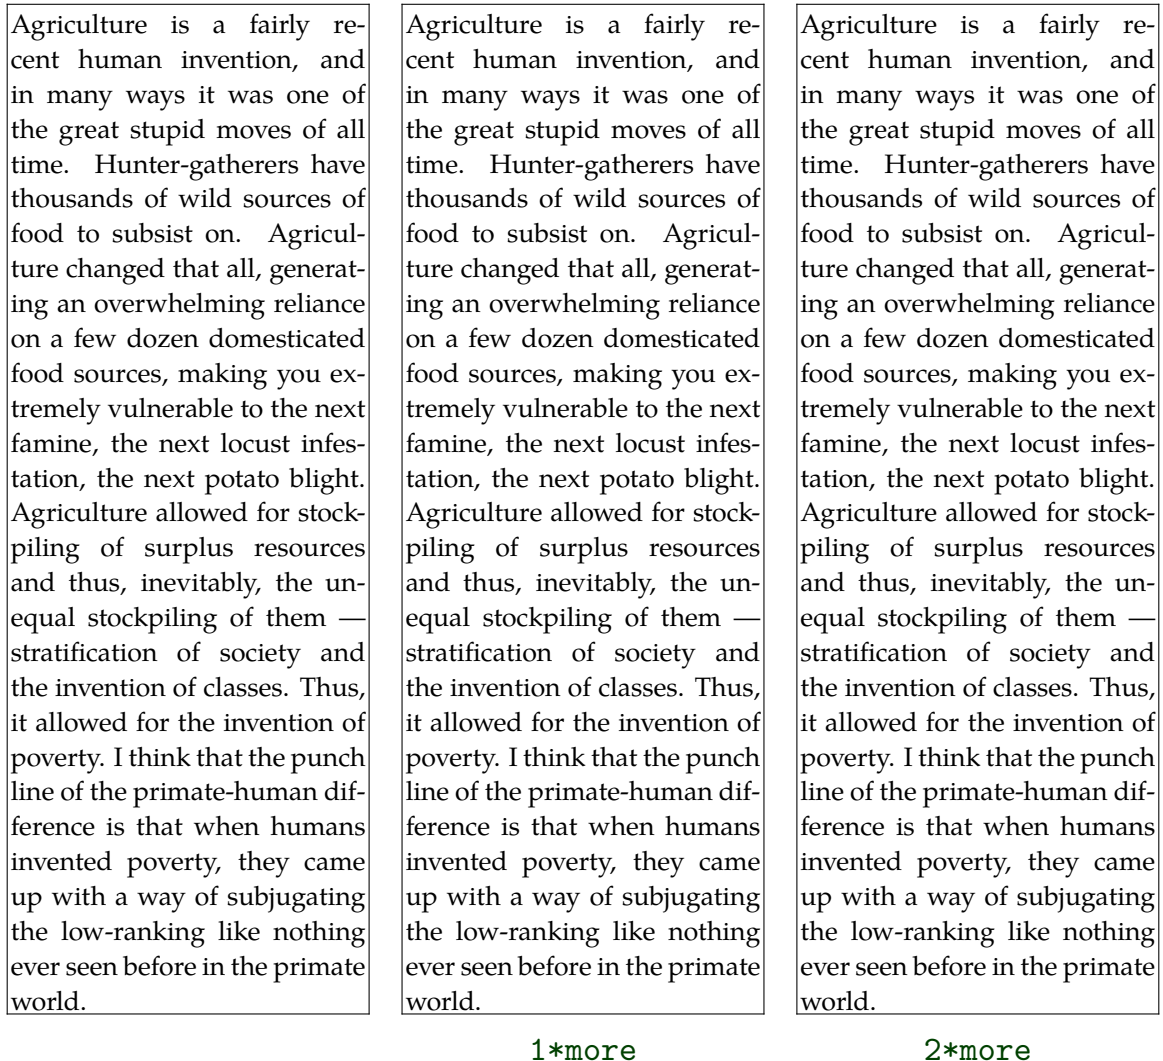 Agriculture is a fairly re-
cent human invention, and
in many ways it was one of
the great stupid moves of all
time. Hunter-gatherers have
thousands of wild sources of
food to subsist on. Agricul-
ture changed that all, generat-
ing an overwhelming reliance
on a few dozen domesticated
food sources, making you ex-
tremely vulnerable to the next
famine, the next locust infes-
tation, the next potato blight.
Agriculture allowed for stock-
piling of surplus resources
and thus, inevitably, the un-
equal stockpiling of them —
stratification of society and
the invention of classes. Thus,
it allowed for the invention of
poverty. I think that the punch
line of the primate-human dif-
ference is that when humans
invented poverty, they came
up with a way of subjugating
the low-ranking like nothing
ever seen before in the primate
world.
Agriculture is a fairly re-
cent human invention, and
in many ways it was one of
the great stupid moves of all
time. Hunter-gatherers have
thousands of wild sources of
food to subsist on. Agricul-
ture changed that all, generat-
ing an overwhelming reliance
on a few dozen domesticated
food sources, making you ex-
tremely vulnerable to the next
famine, the next locust infes-
tation, the next potato blight.
Agriculture allowed for stock-
piling of surplus resources
and thus, inevitably, the un-
equal stockpiling of them —
stratification of society and
the invention of classes. Thus,
it allowed for the invention of
poverty. I think that the punch
line of the primate-human dif-
ference is that when humans
invented poverty, they came
up with a way of subjugating
the low-ranking like nothing
ever seen before in the primate
world.
1*more
Agriculture is a fairly re-
cent human invention, and
in many ways it was one of
the great stupid moves of all
time. Hunter-gatherers have
thousands of wild sources of
food to subsist on. Agricul-
ture changed that all, generat-
ing an overwhelming reliance
on a few dozen domesticated
food sources, making you ex-
tremely vulnerable to the next
famine, the next locust infes-
tation, the next potato blight.
Agriculture allowed for stock-
piling of surplus resources
and thus, inevitably, the un-
equal stockpiling of them —
stratification of society and
the invention of classes. Thus,
it allowed for the invention of
poverty. I think that the punch
line of the primate-human dif-
ference is that when humans
invented poverty, they came
up with a way of subjugating
the low-ranking like nothing
ever seen before in the primate
world.
2*more